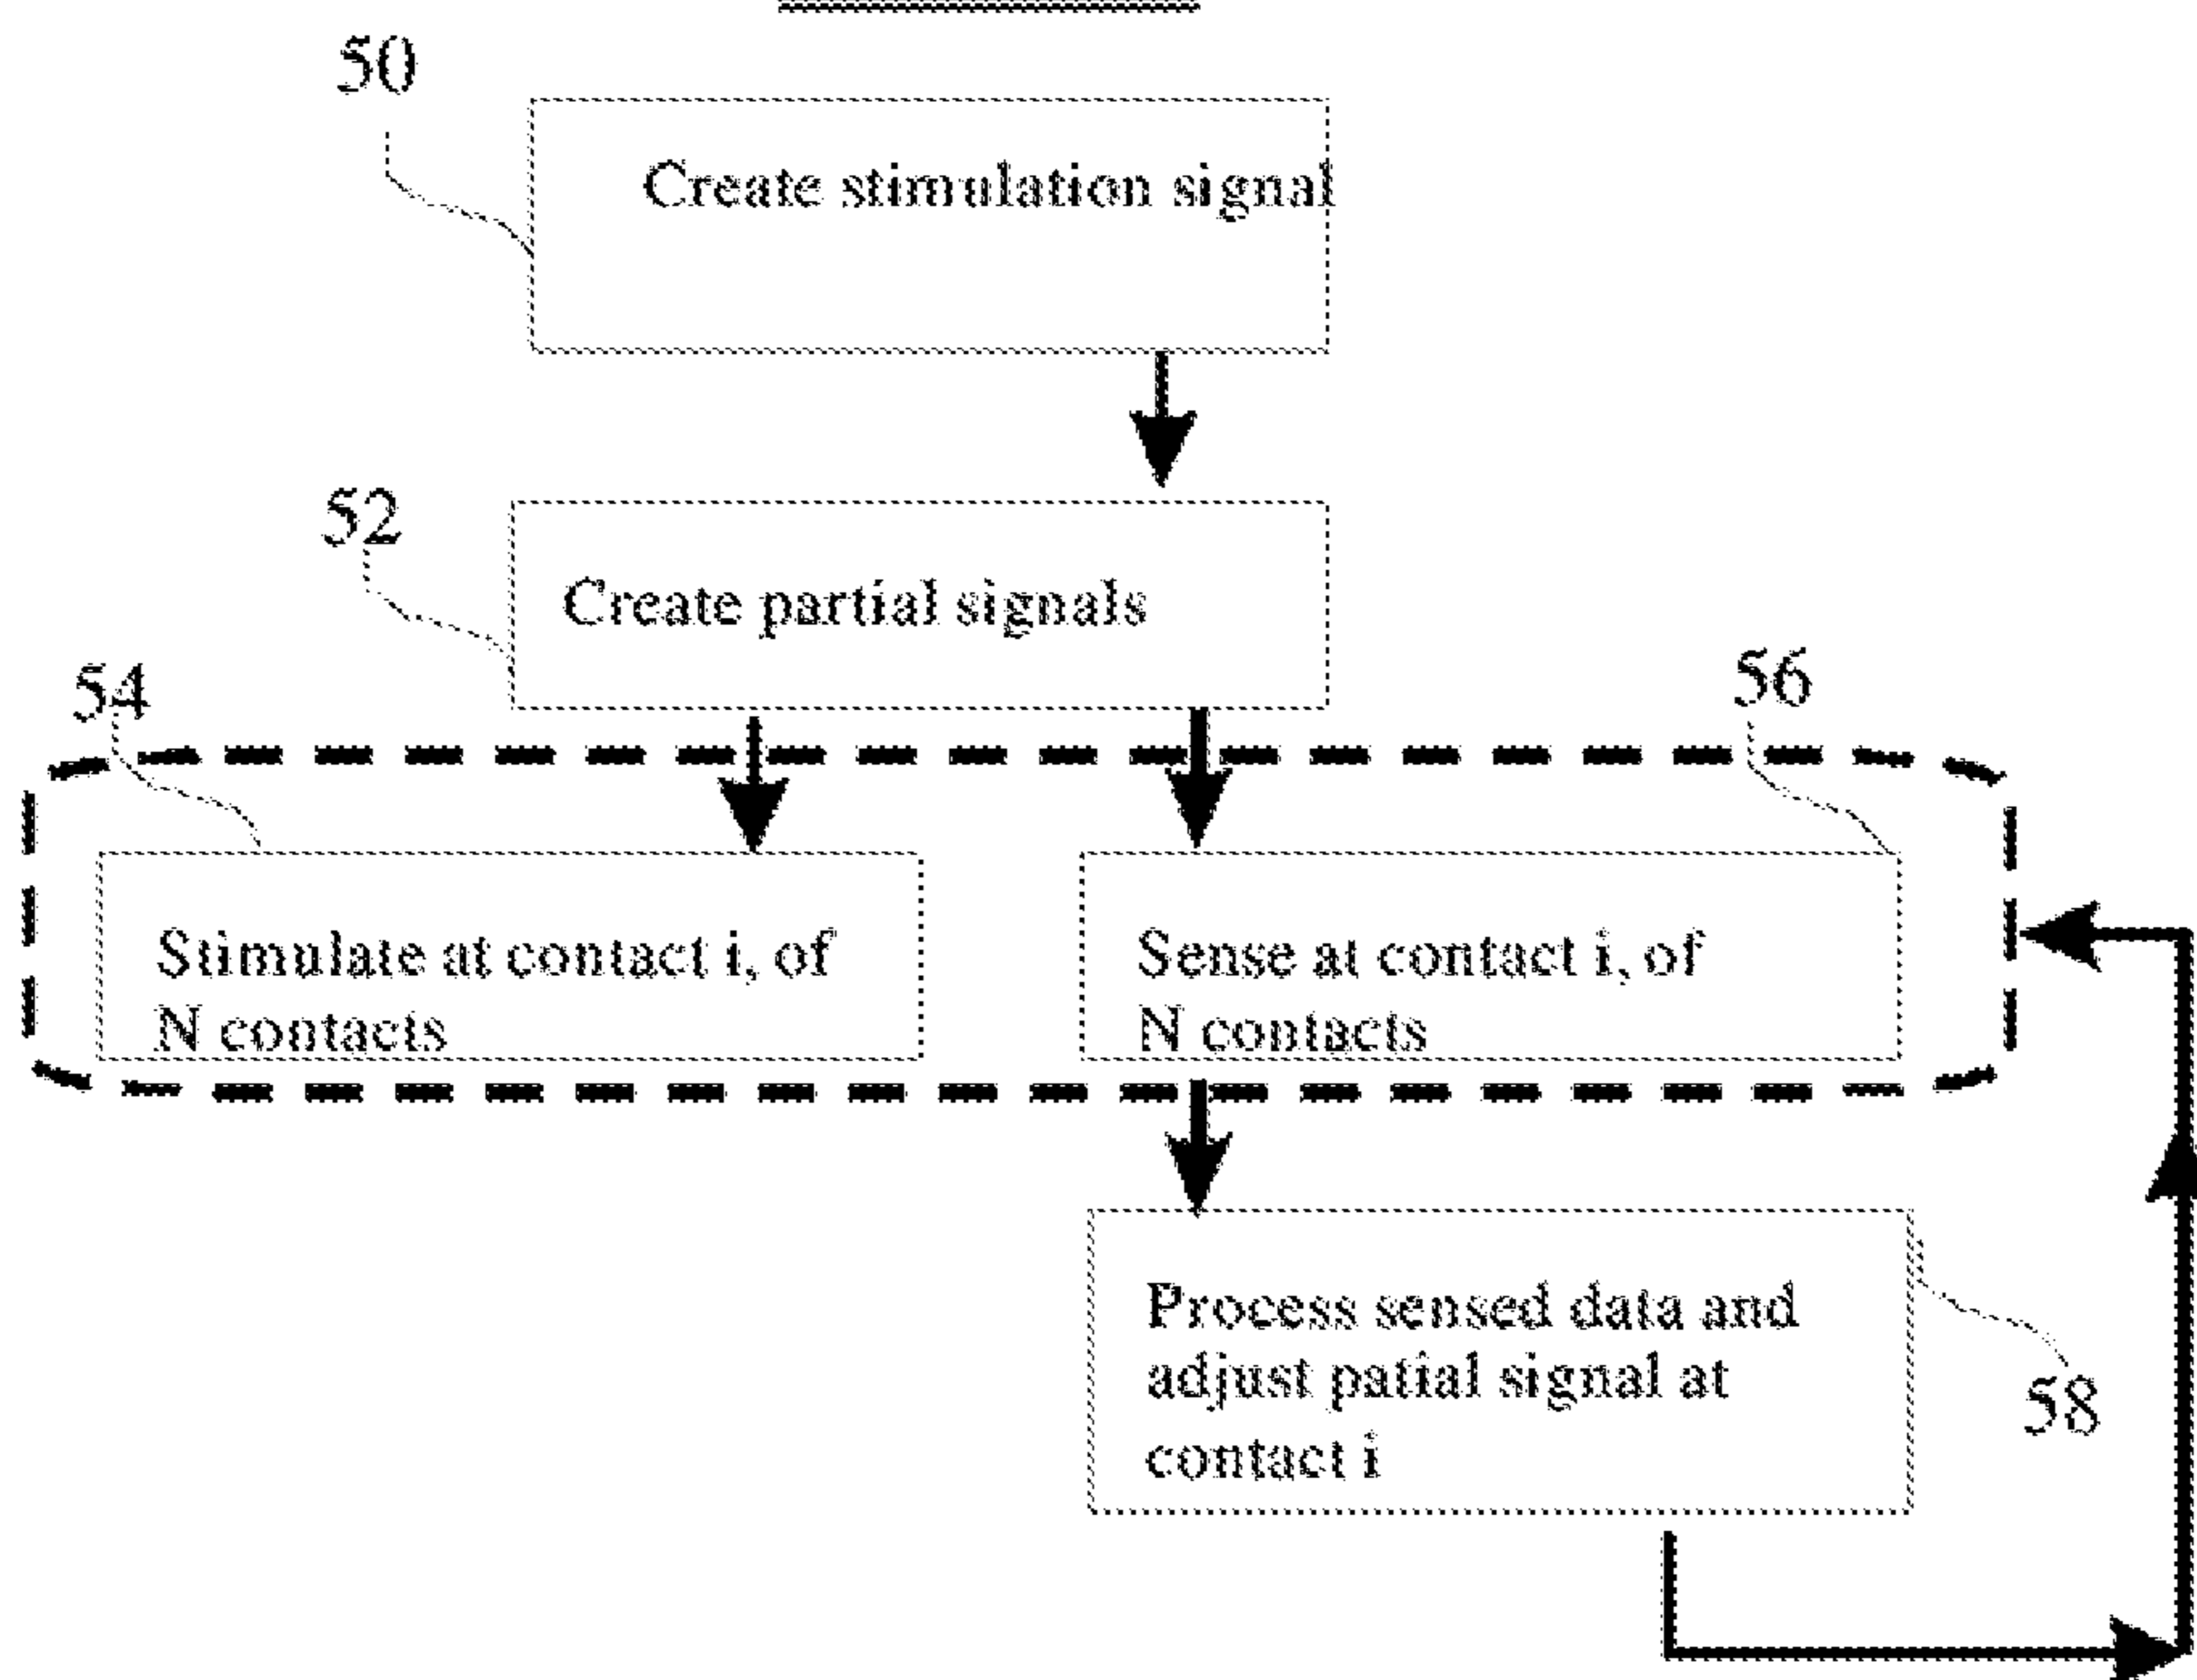 50
Create stimulation signal
52
Create partial signals
54
56
Stimulate at contact i, of
N contacts
Sense at contact i, of
N contacts
Process sensed data and
adjust patial signal at
contact i
58